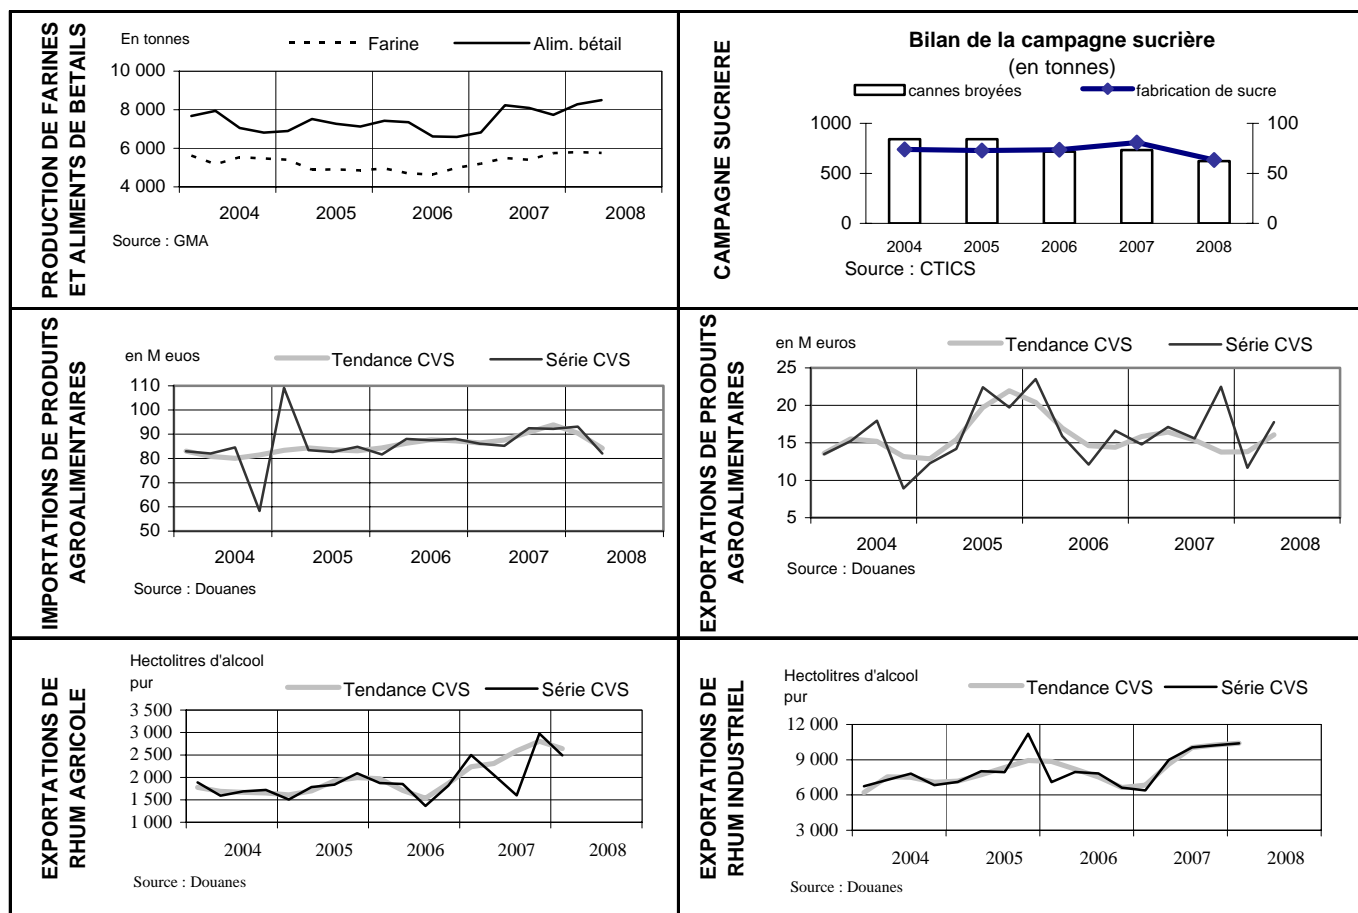 PRODUCTION DE FARINES
ET ALIMENTS DE BETAILS
En tonnes
Farine
Alim. bétail
10 000
8 000
6 000
4 000
2004
2005
2006
2007
2008
Source : GMA
CAMPAGNE SUCRIERE
Bilan de la campagne sucrière
(en tonnes)
cannes broyées
fabrication de sucre
1000
500
0
100
50
0
2004
2005
2006
2007
2008
Source : CTICS
IMPORTATIONS DE PRODUITS
AGROALIMENTAIRES
en M euos
Tendance CVS
Série CVS
110
100
90
80
70
60
50
2004
2005
2006
2007
2008
Source : Douanes
EXPORTATIONS DE PRODUITS
AGROALIMENTAIRES
en M euros
Tendance CVS
Série CVS
25
20
15
10
5
2004
2005
2006
2007
2008
Source : Douanes
EXPORTATIONS DE
RHUM AGRICOLE
Hectolitres d'alcool
pur
Tendance CVS
Série CVS
3 500
3 000
2 500
2 000
1 500
1 000
2004
2005
2006
2007
2008
Source : Douanes
EXPORTATIONS DE
RHUM INDUSTRIEL
Hectolitres d'alcool
pur
Tendance CVS
Série CVS
12 000
9 000
6 000
3 000
2004
2005
2006
2007
2008
Source : Douanes